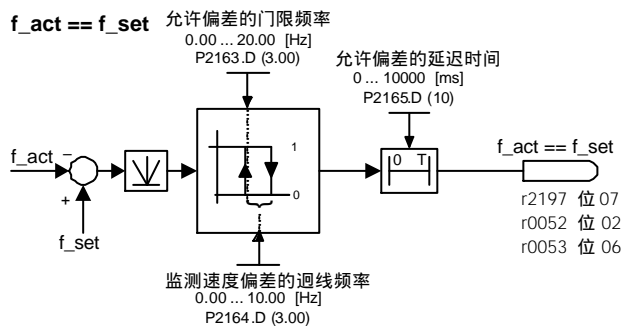 f_act == f_set
允许偏差的门限频率
0.00 ... 20.00 [Hz]
P2163.D (3.00)
允许偏差的延迟时间
0 ... 10000 [ms]
P2165.D (10)
f_act
−
+
f_set
1
0
0 T
f_act == f_set
r2197 位 07
r0052 位 02
r0053 位 06
监测速度偏差的迴线频率
0.00 ... 10.00 [Hz]
P2164.D (3.00)